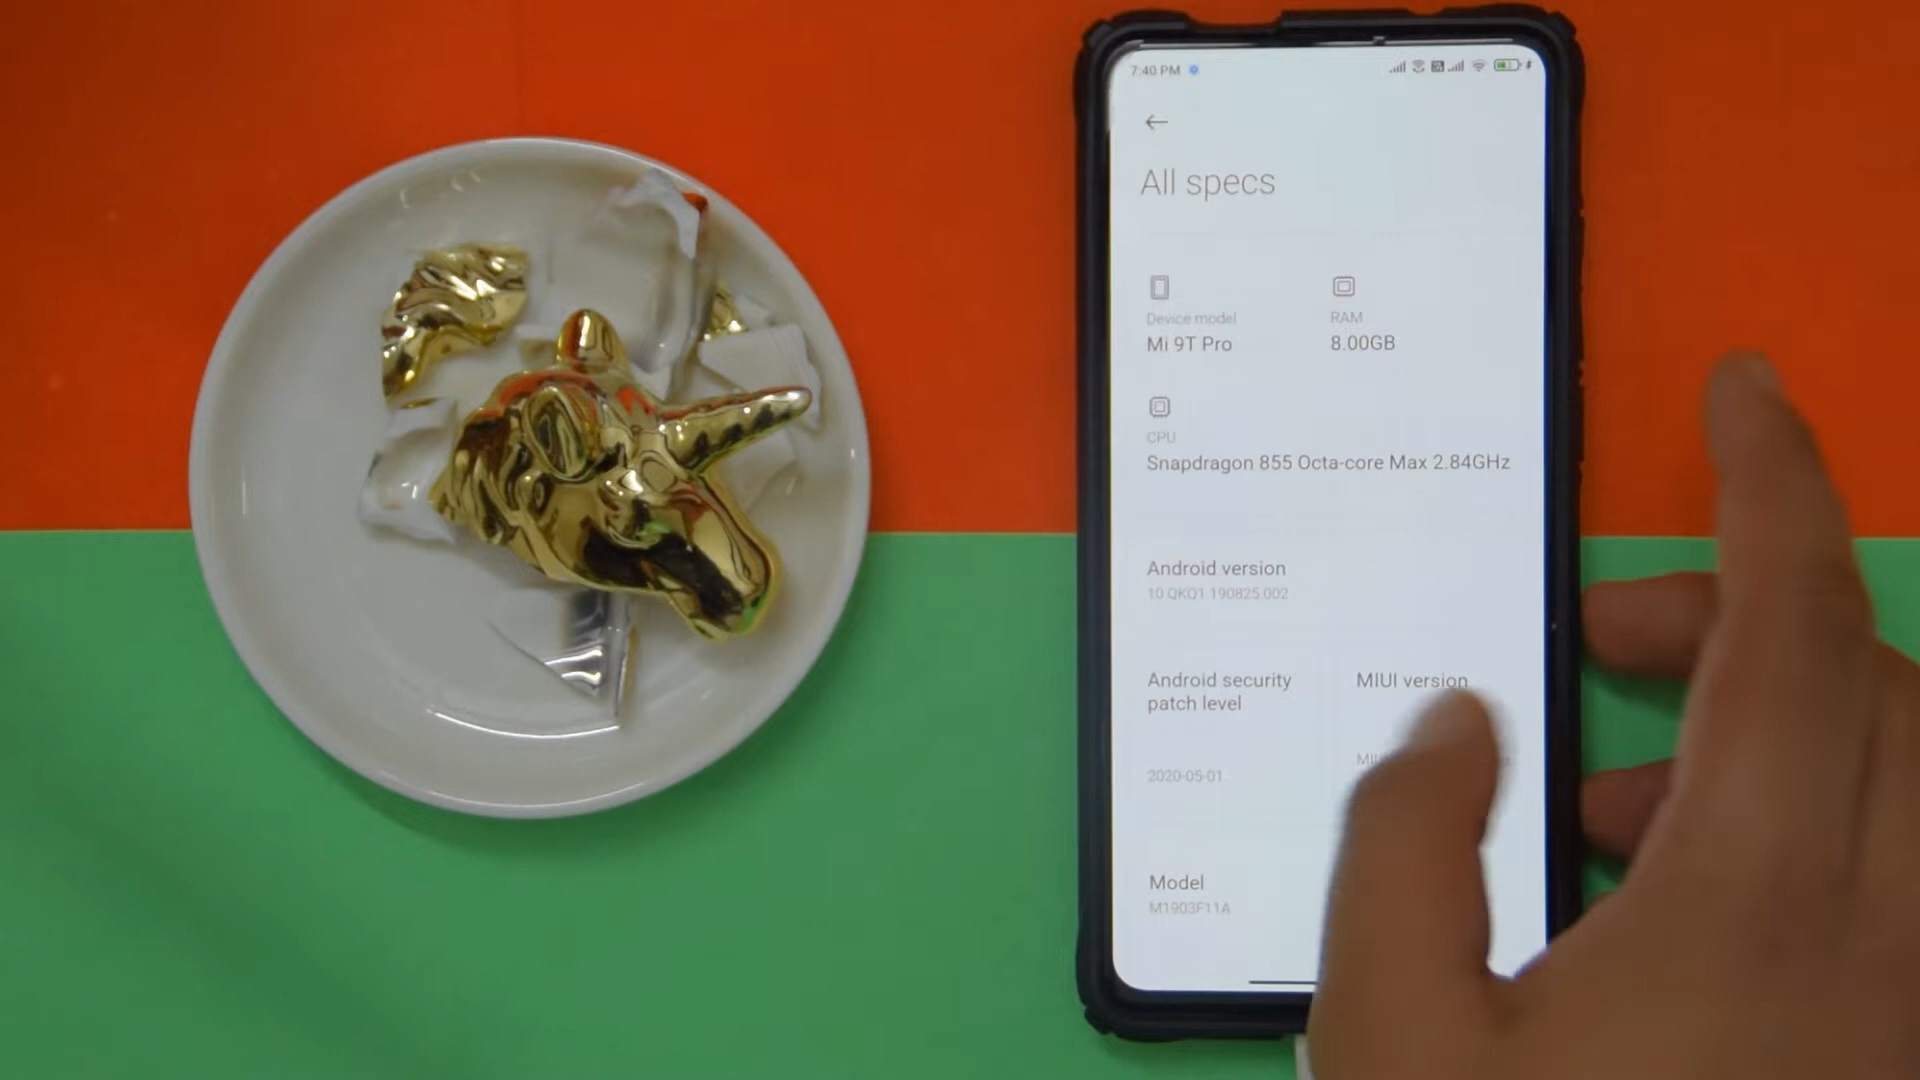 7:40 PM
All specs
Device model
Mi 9T Pro
RAM
8.00GB
CPU
Snapdragon 855 Octa-core Max 2.84GHz
Android version
10 QKQ1.190825.002
Android security
patch level
2020-05-01
MIUI version
Model
M1903F11A